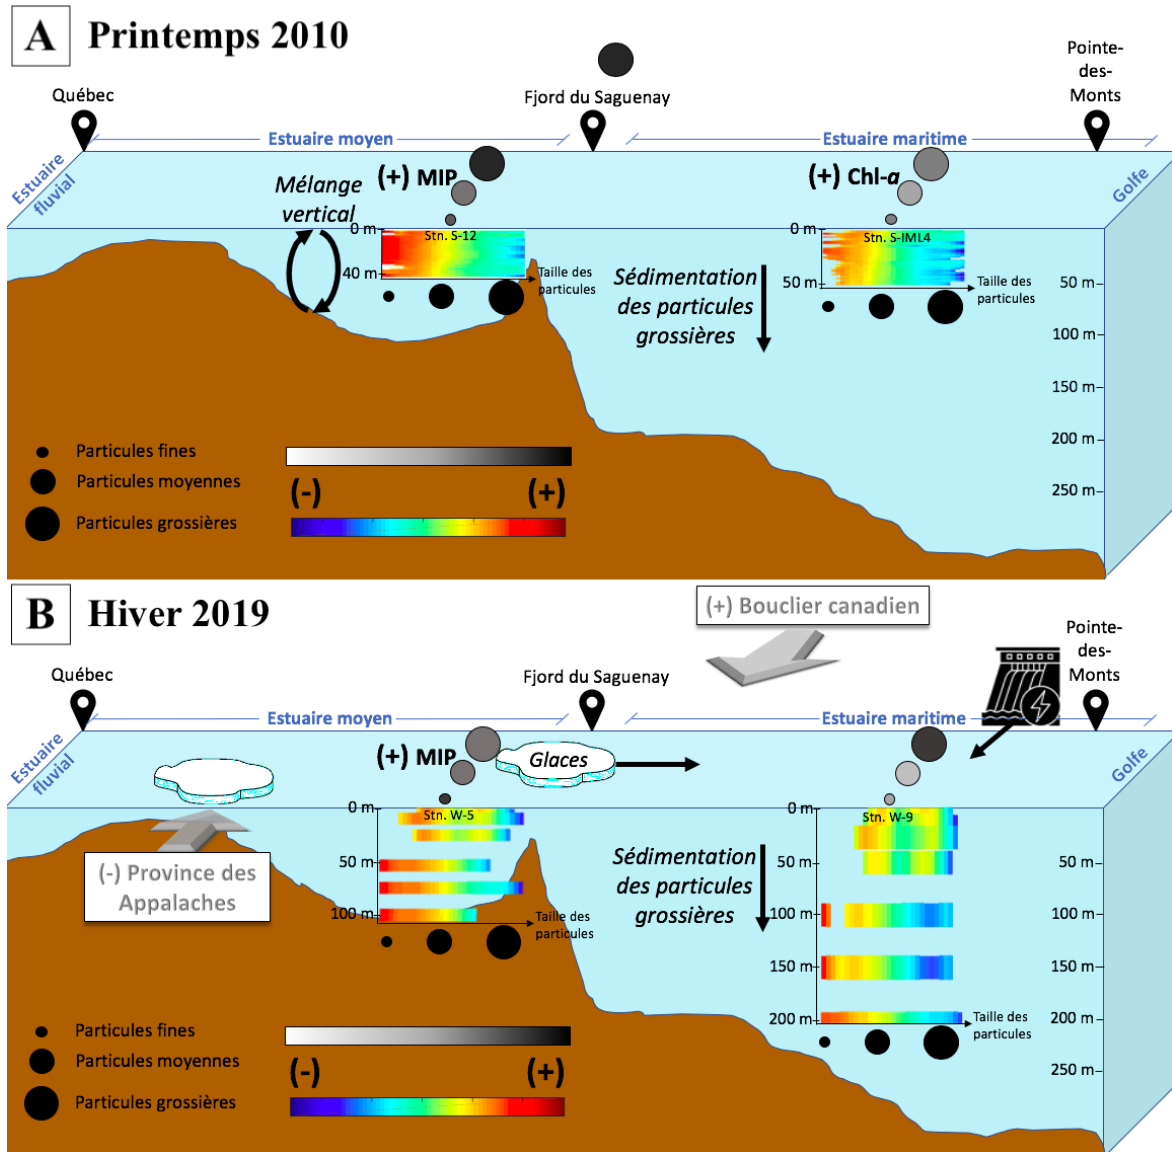 A Printemps 2010
Québec
Fjord du Saguenay
Pointe-
des-
Monts
Estuaire moyen
Estuaire maritime
Estuaire
fluvial
Golfe
Mélange
vertical
(+) MIP
(+) Chl-a
0 m
Stn. S-12
40 m
Taille des
particules
Sédimentation
des particules
grossières
0 m
Stn. S-IML4
50 m
Taille des
particules
50 m
100 m
150 m
200 m
250 m
Particules fines
Particules moyennes
Particules grossières
(-) (+)
B Hiver 2019
(+) Bouclier canadien
Québec
Fjord du Saguenay
Pointe-
des-
Monts
Estuaire moyen
Estuaire maritime
Estuaire
fluvial
Golfe
(+) MIP
Glaces
(-) Province des
Appalaches
0 m
Stn. W-5
50 m
100 m
Taille des
particules
Sédimentation
des particules
grossières
0 m
Stn. W-9
50 m
100 m
150 m
200 m
Taille des
particules
50 m
100 m
150 m
200 m
250 m
Particules fines
Particules moyennes
Particules grossières
(-) (+)